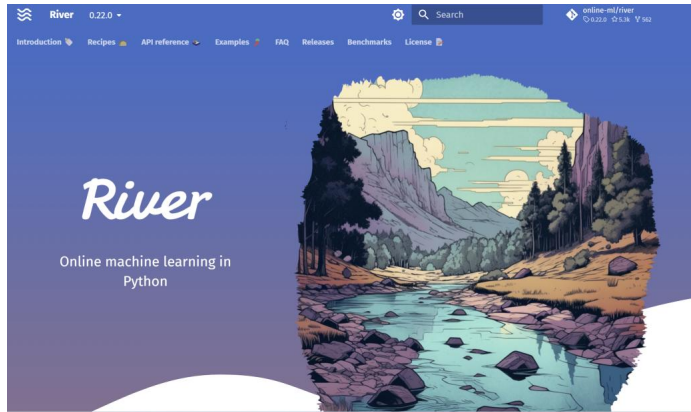 River 0.22.0 Search online-ml/river
0.22.0 5.3k 562
Introduction Recipes API reference Examples FAQ Releases Benchmarks License
River
Online machine learning in
Python